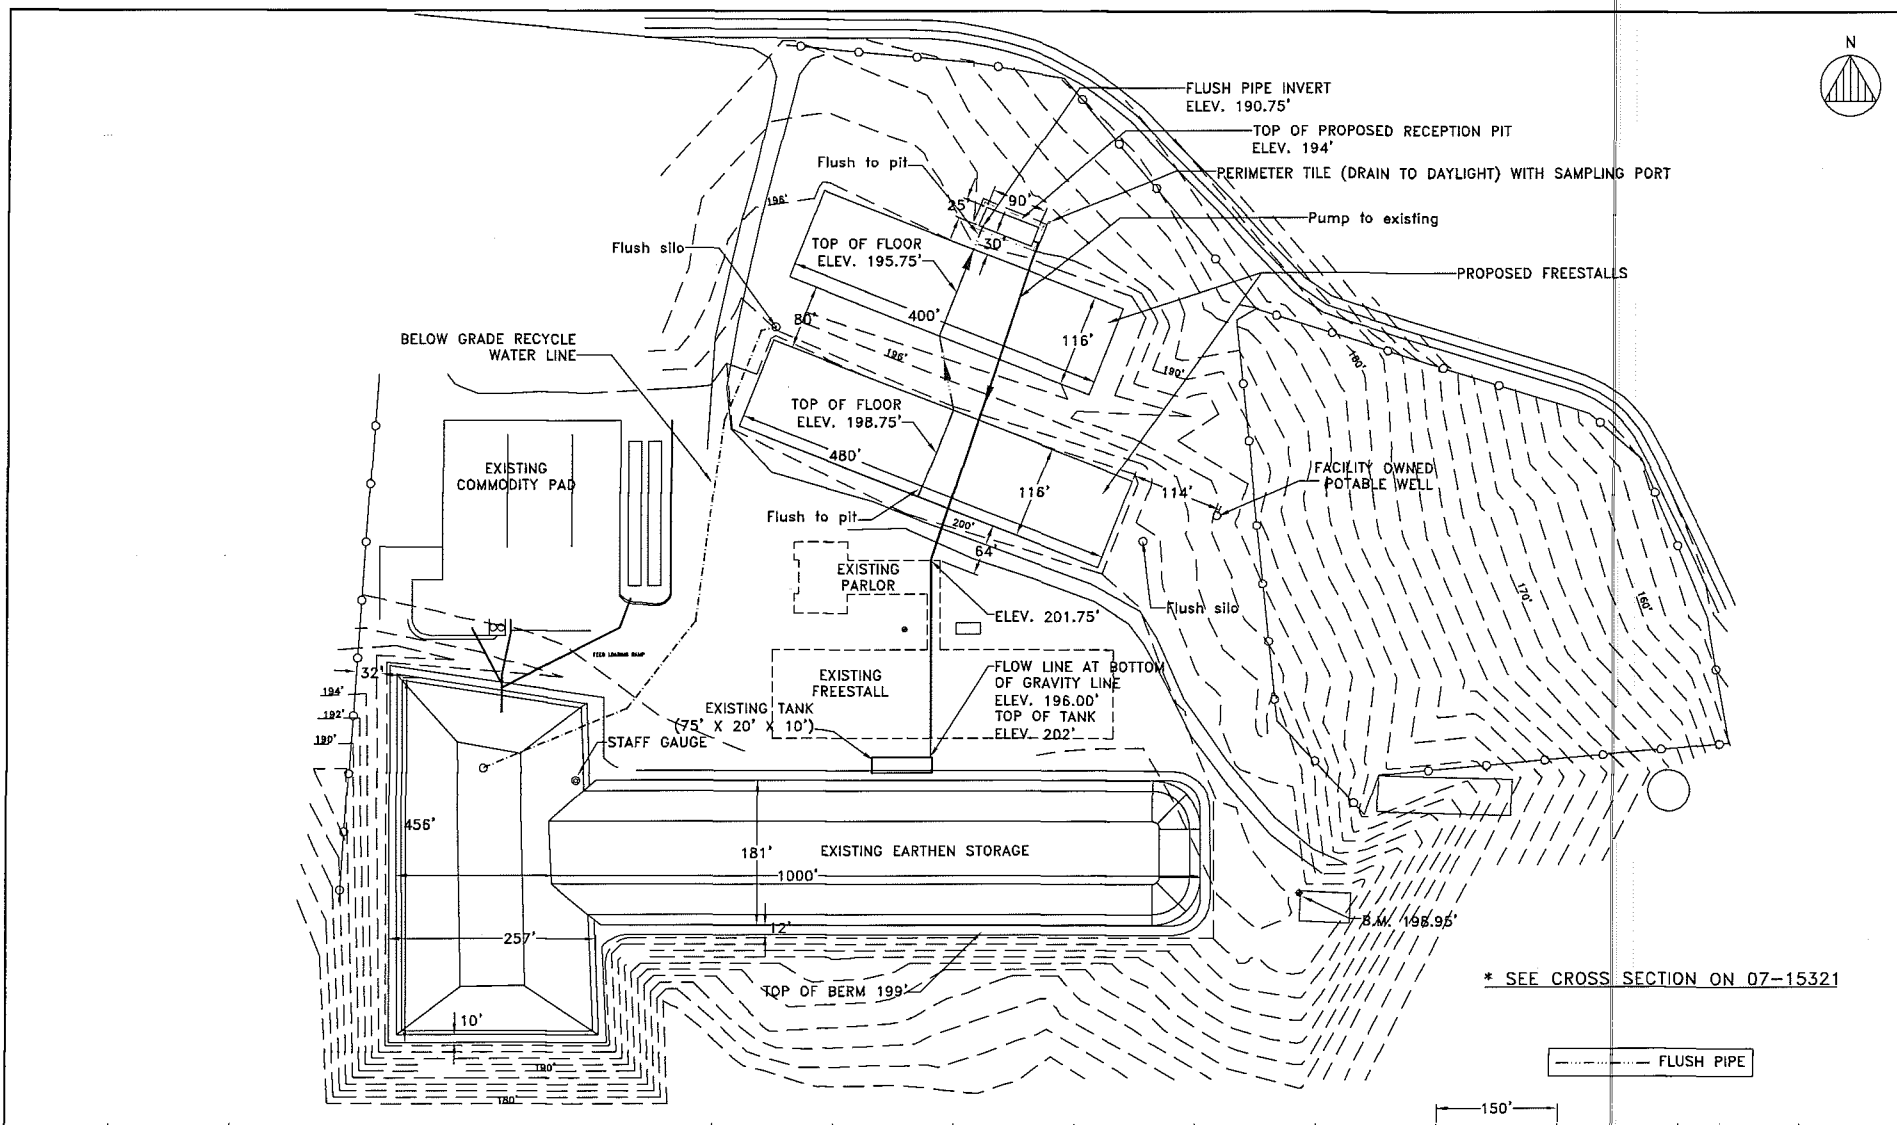 N
FLUSH PIPE INVERT
ELEV. 190.75'
TOP OF PROPOSED RECEPTION PIT
ELEV. 194'
Flush to pit
PERIMETER TILE (DRAIN TO DAYLIGHT) WITH SAMPLING PORT
25'
90'
Pump to existing
Flush silo
TOP OF FLOOR
ELEV. 195.75'
30'
PROPOSED FREESTALLS
80'
400'
116'
196'
190'
180'
BELOW GRADE RECYCLE
WATER LINE
TOP OF FLOOR
ELEV. 198.75'
480'
116'
114'
FACILITY OWNED
POTABLE WELL
EXISTING
COMMODITY PAD
Flush to pit
200'
64'
EXISTING
PARLOR
ELEV. 201.75'
Flush silo
170'
160'
FEED LOADING RAMP
32'
194'
192'
190'
EXISTING
FREESTALL
FLOW LINE AT BOTTOM
OF GRAVITY LINE
ELEV. 196.00'
TOP OF TANK
ELEV. 202'
EXISTING TANK
(75' X 20' X 10')
STAFF GAUGE
456'
181'
EXISTING EARTHEN STORAGE
1000'
257'
12'
B.M. 198.95'
TOP OF BERM 199'
* SEE CROSS SECTION ON 07-15321
10'
190'
180'
FLUSH PIPE
150'